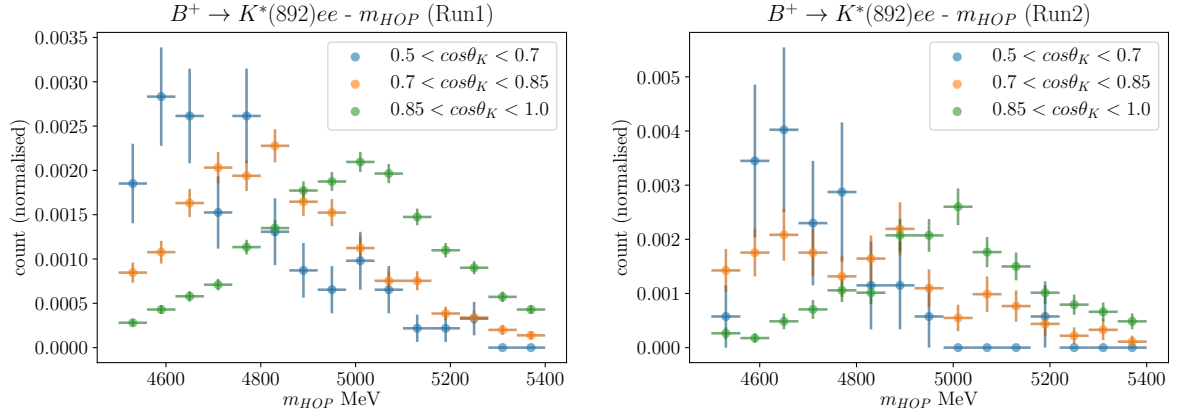 B⁺ → K*(892)ee - m_HOP (Run1)
0.5 < cosθ_K < 0.7
0.7 < cosθ_K < 0.85
0.85 < cosθ_K < 1.0
count (normalised)
0.0035
0.0030
0.0025
0.0020
0.0015
0.0010
0.0005
0.0000
4600 4800 5000 5200 5400
m_HOP MeV
B⁺ → K*(892)ee - m_HOP (Run2)
0.5 < cosθ_K < 0.7
0.7 < cosθ_K < 0.85
0.85 < cosθ_K < 1.0
count (normalised)
0.005
0.004
0.003
0.002
0.001
0.000
4600 4800 5000 5200 5400
m_HOP MeV